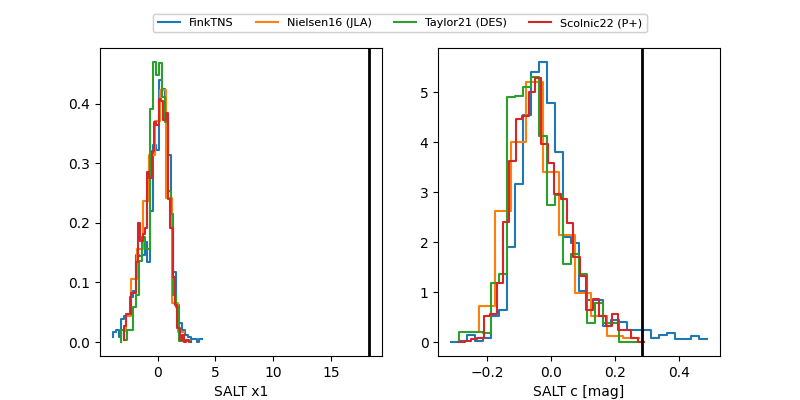 FinkTNS Nielsen16 (JLA) Taylor21 (DES) Scolnic22 (P+)
0.4
0.3
0.2
0.1
0.0
0 5 10 15
SALT x1
5
4
3
2
1
0
−0.2 0.0 0.2 0.4
SALT c [mag]